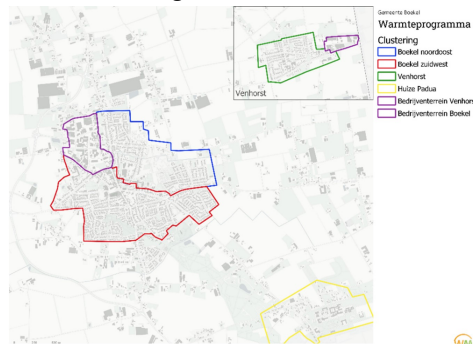 Gemeente Boekel
Warmteprogramma
Clustering
Boekel noordoost
Boekel zuidwest
Venhorst
Huize Padua
Bedrijventerrein Venhors
Bedrijventerrein Boekel
Venhorst